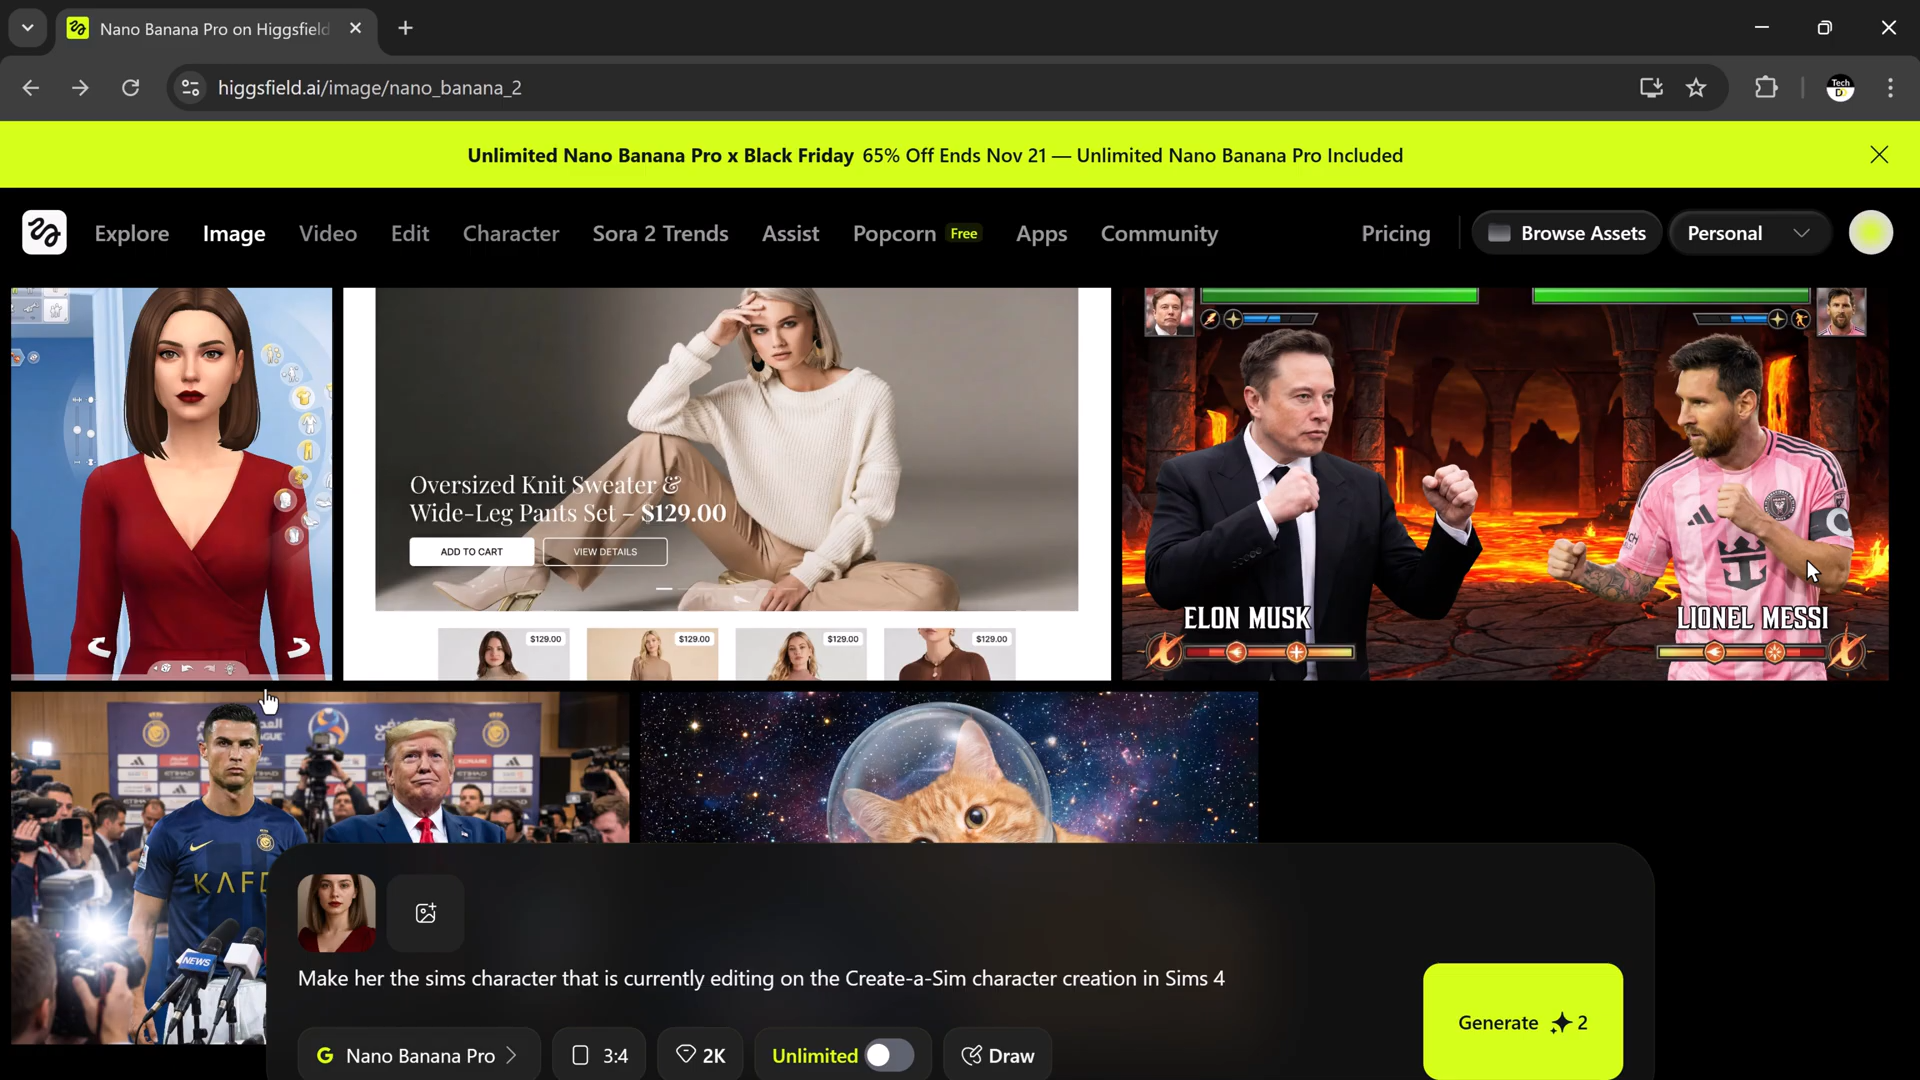 Nano Banana Pro on Higgsfield
higgsfield.ai/image/nano_banana_2
Tech
D
Unlimited Nano Banana Pro x Black Friday 65% Off Ends Nov 21 — Unlimited Nano Banana Pro Included
Explore Image Video Edit Character Sora 2 Trends Assist Popcorn Free Apps Community Pricing Browse Assets Personal
Oversized Knit Sweater &
Wide-Leg Pants Set – $129.00
ADD TO CART VIEW DETAILS
$129.00 $129.00 $129.00 $129.00
ELON MUSK LIONEL MESSI
ETIHAD
KAFD
NEWS
Make her the sims character that is currently editing on the Create-a-Sim character creation in Sims 4
Generate 2
G Nano Banana Pro 3:4 2K Unlimited Draw